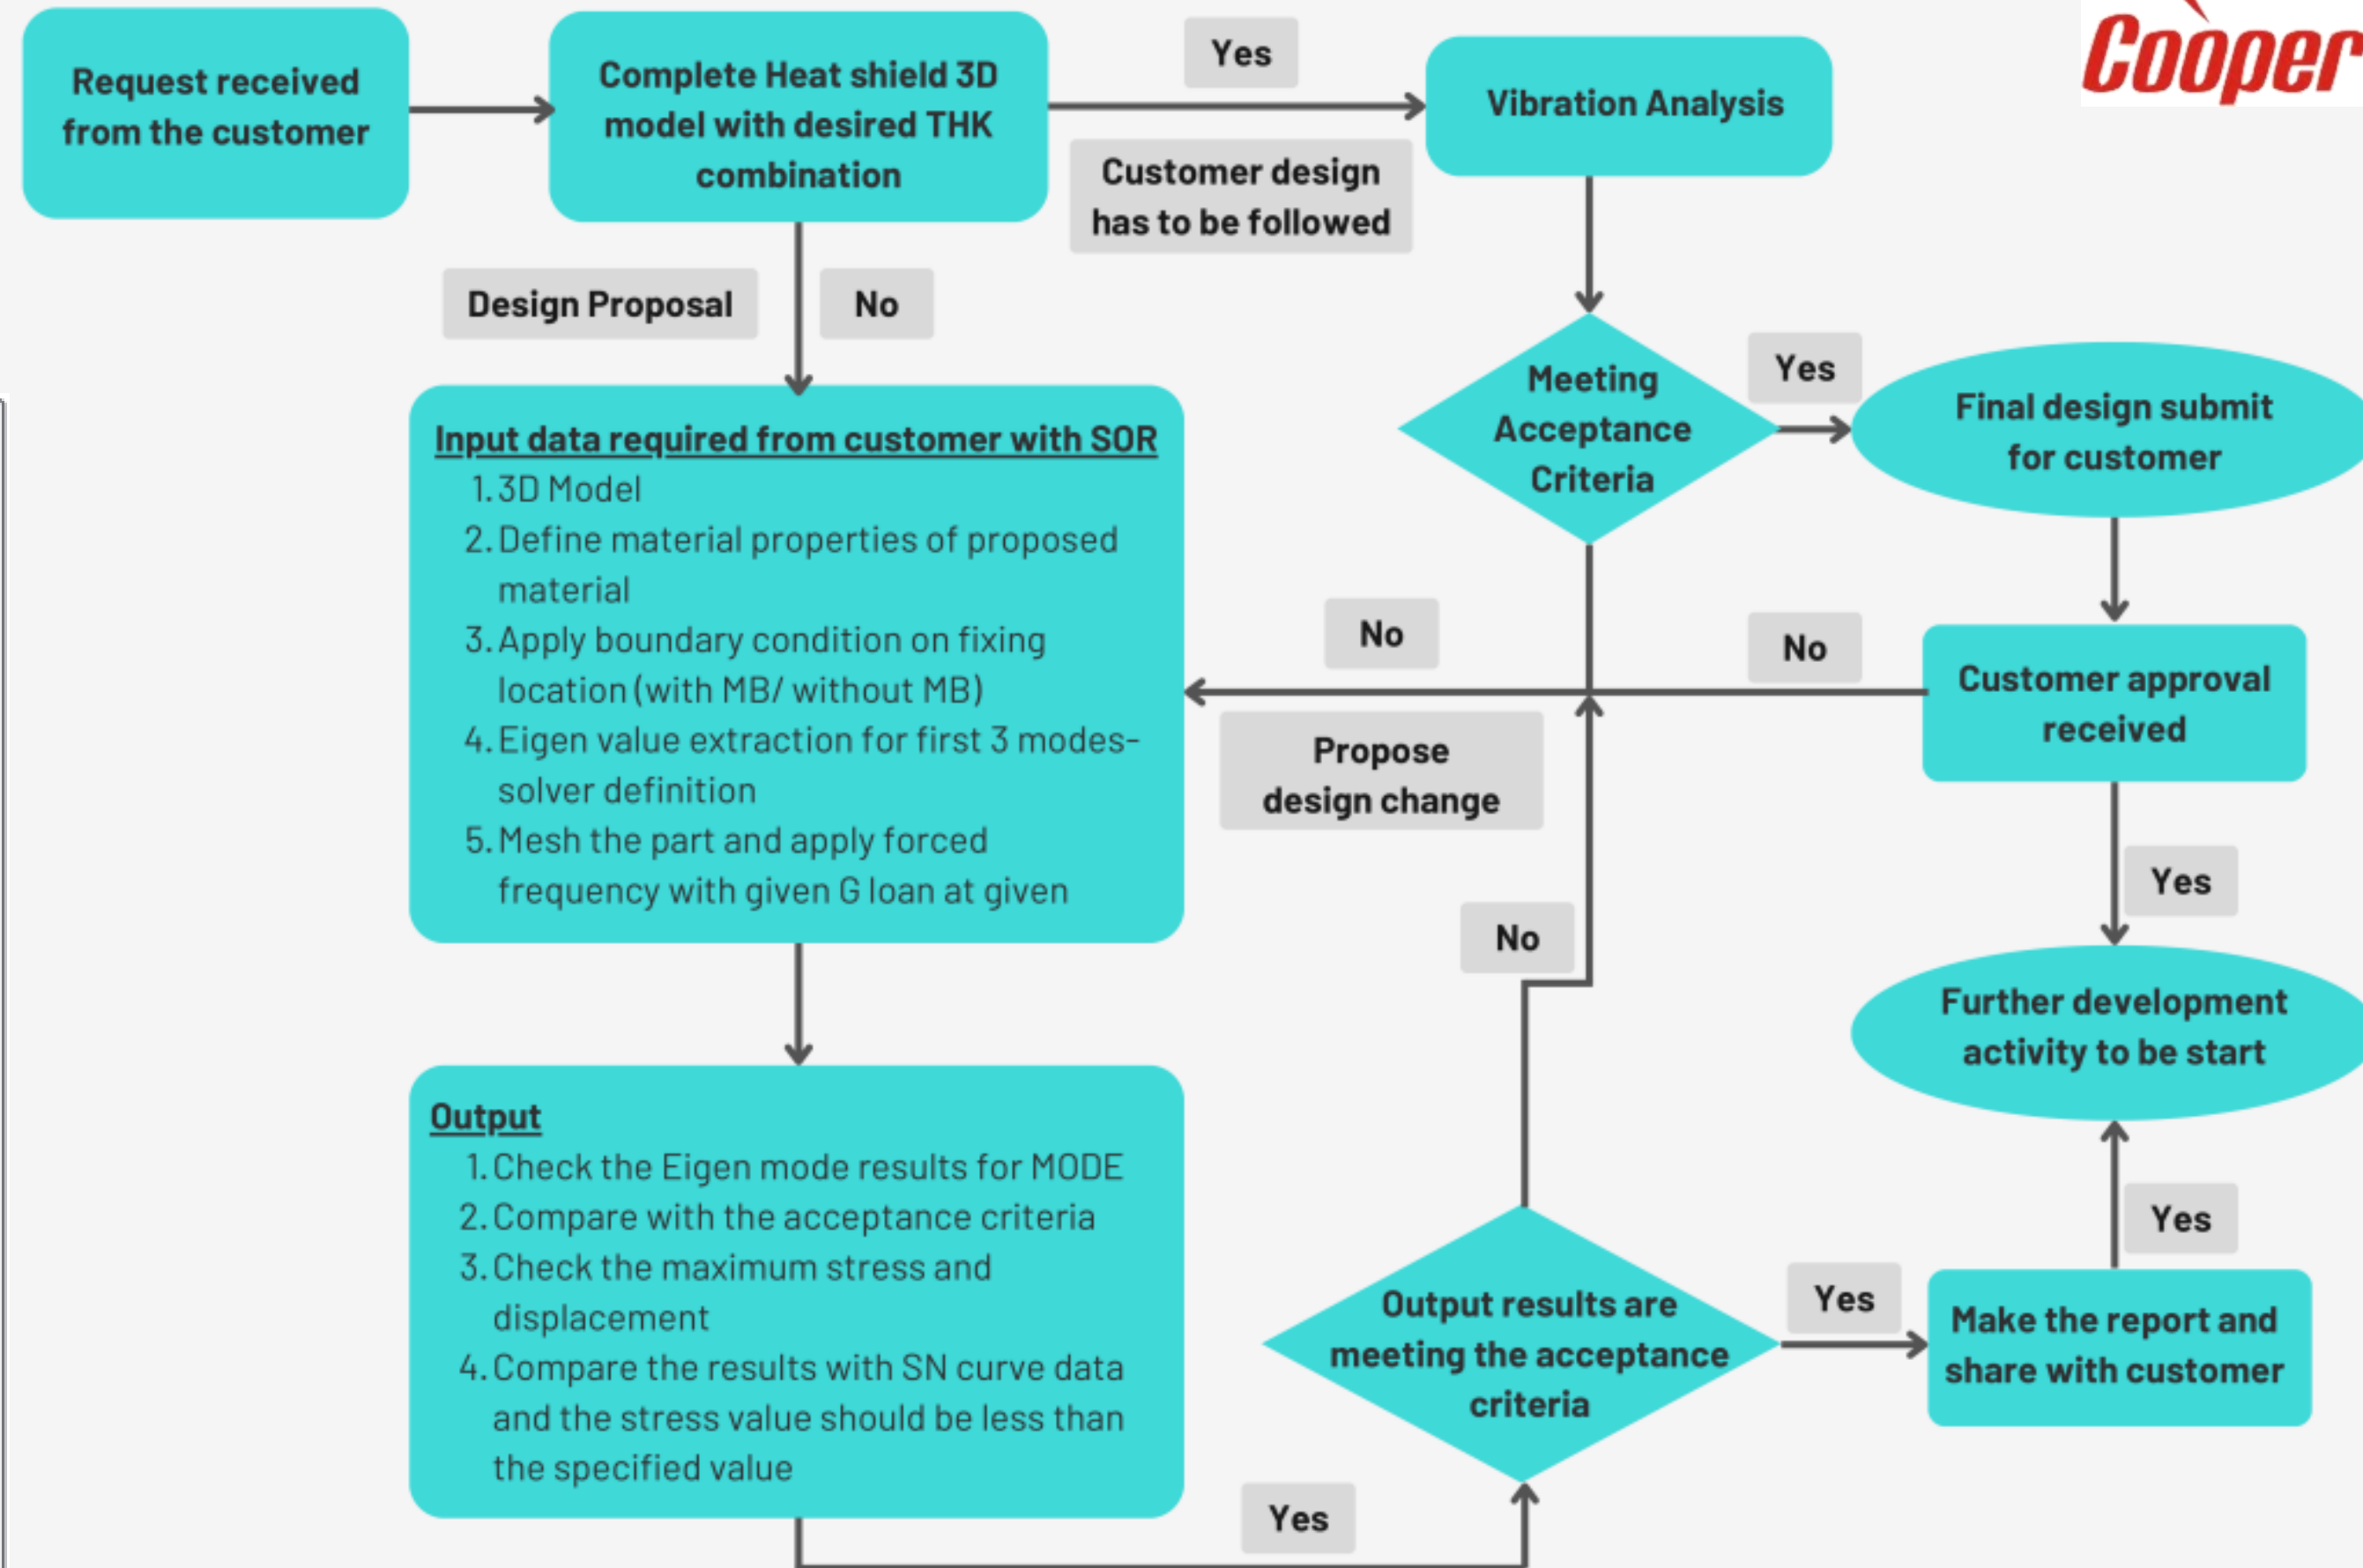 Request received
from the customer
Complete Heat shield 3D
model with desired THK
combination
Yes
Customer design
has to be followed
Vibration Analysis
Cooper
Design Proposal
No
Meeting
Acceptance
Criteria
Yes
Final design submit
for customer
Input data required from customer with SOR
1. 3D Model
2. Define material properties of proposed
material
3. Apply boundary condition on fixing
location (with MB/ without MB)
4. Eigen value extraction for first 3 modes-
solver definition
5. Mesh the part and apply forced
frequency with given G loan at given
No
Propose
design change
No
Customer approval
received
Yes
No
Further development
activity to be start
Output
1. Check the Eigen mode results for MODE
2. Compare with the acceptance criteria
3. Check the maximum stress and
displacement
4. Compare the results with SN curve data
and the stress value should be less than
the specified value
Yes
Output results are
meeting the acceptance
criteria
Yes
Make the report and
share with customer
Yes